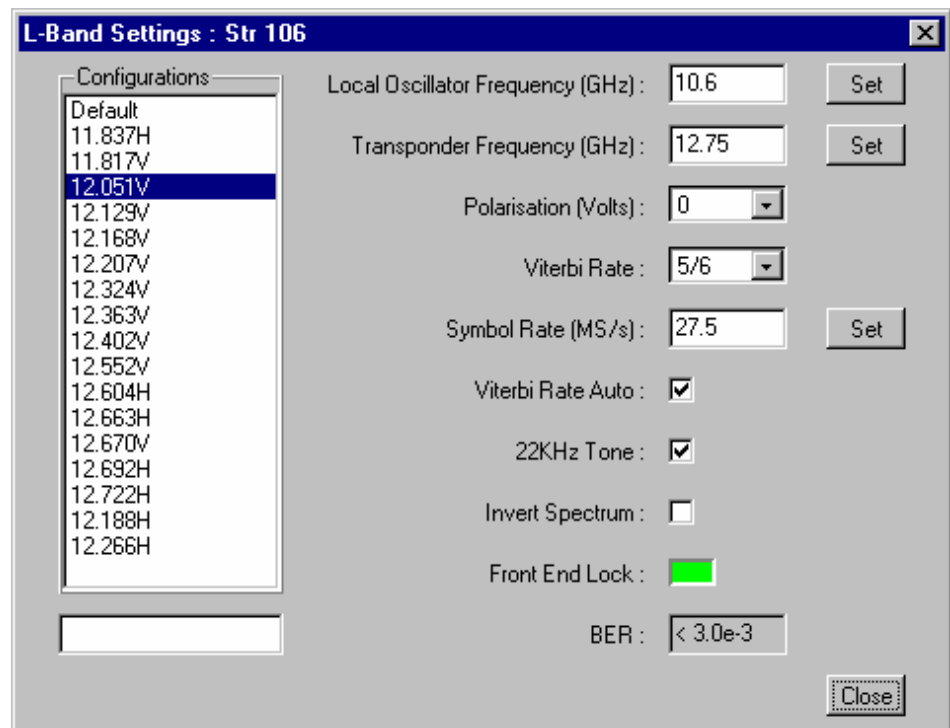 L-Band Settings : Str 106
Configurations
Default
11.837H
11.817V
12.051V
12.129V
12.168V
12.207V
12.324V
12.363V
12.402V
12.552V
12.604H
12.663H
12.670V
12.692H
12.722H
12.188H
12.266H
Local Oscillator Frequency (GHz) : 10.6 Set
Transponder Frequency (GHz) : 12.75 Set
Polarisation (Volts) : 0
Viterbi Rate : 5/6
Symbol Rate (MS/s) : 27.5 Set
Viterbi Rate Auto :
22KHz Tone :
Invert Spectrum :
Front End Lock :
BER : < 3.0e-3
Close